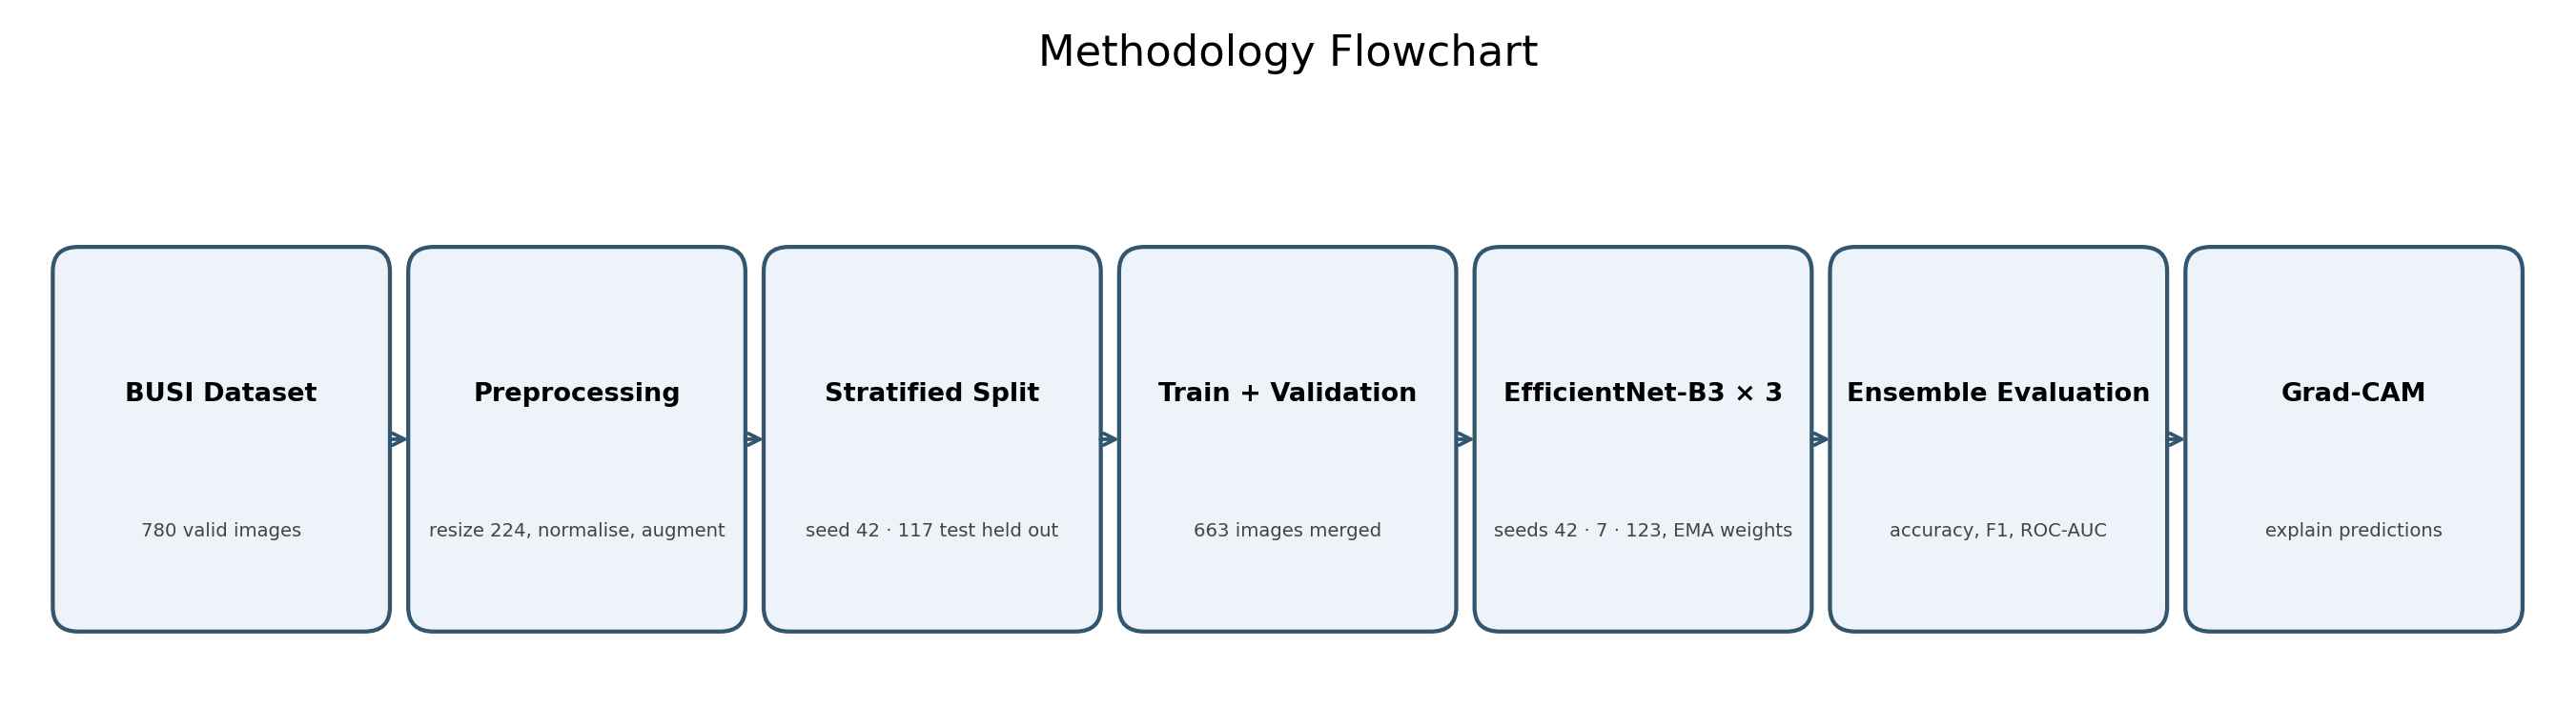 Methodology Flowchart
BUSI Dataset
780 valid images
Preprocessing
resize 224, normalise, augment
Stratified Split
seed 42 · 117 test held out
Train + Validation
663 images merged
EfficientNet-B3 × 3
seeds 42 · 7 · 123, EMA weights
Ensemble Evaluation
accuracy, F1, ROC-AUC
Grad-CAM
explain predictions